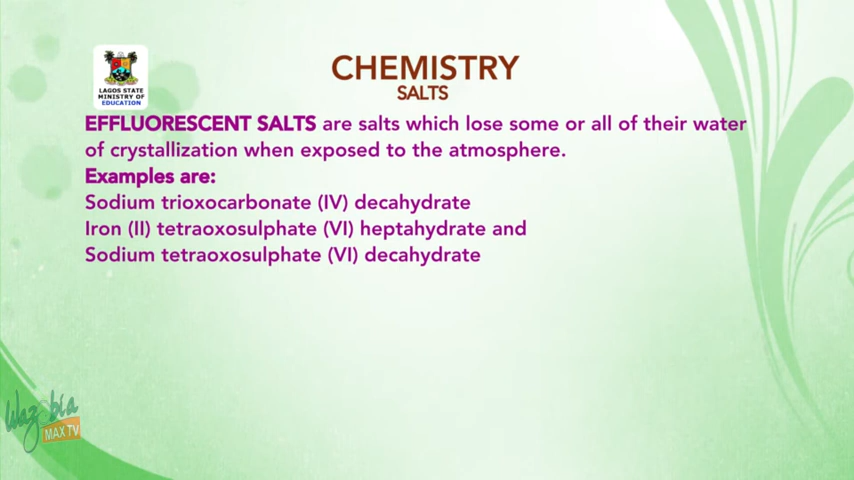 CHEMISTRY
SALTS
LAGOS STATE
MINISTRY OF
EDUCATION
EFFLUORESCENT SALTS are salts which lose some or all of their water
of crystallization when exposed to the atmosphere.
Examples are:
Sodium trioxocarbonate (IV) decahydrate
Iron (II) tetraoxosulphate (VI) heptahydrate and
Sodium tetraoxosulphate (VI) decahydrate
Wazobia
MAX TV